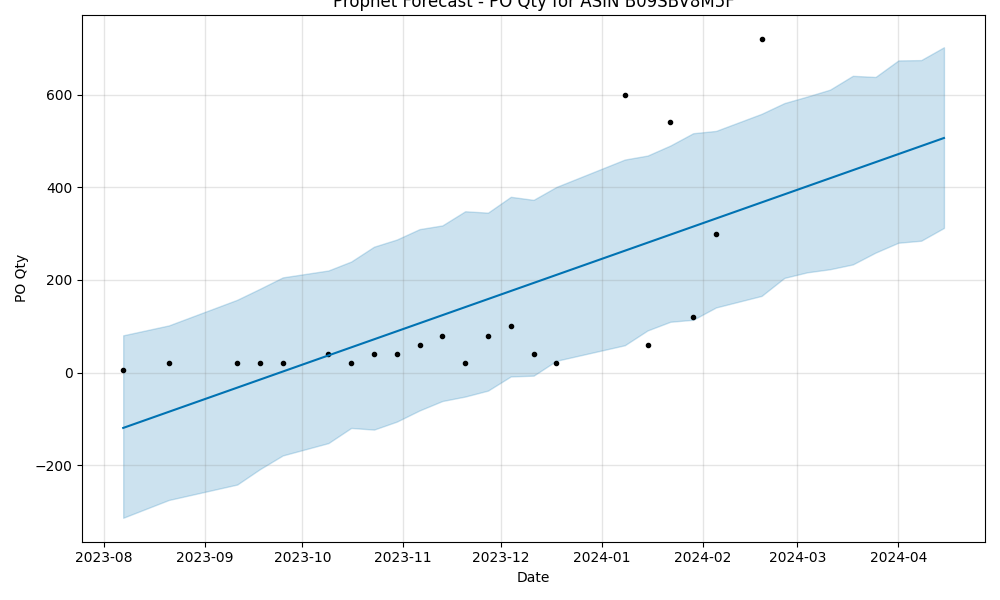 Prophet Forecast - PO Qty for ASIN B09SBV8M5F
PO Qty
600
400
200
0
−200
2023-08 2023-09 2023-10 2023-11 2023-12 2024-01 2024-02 2024-03 2024-04
Date